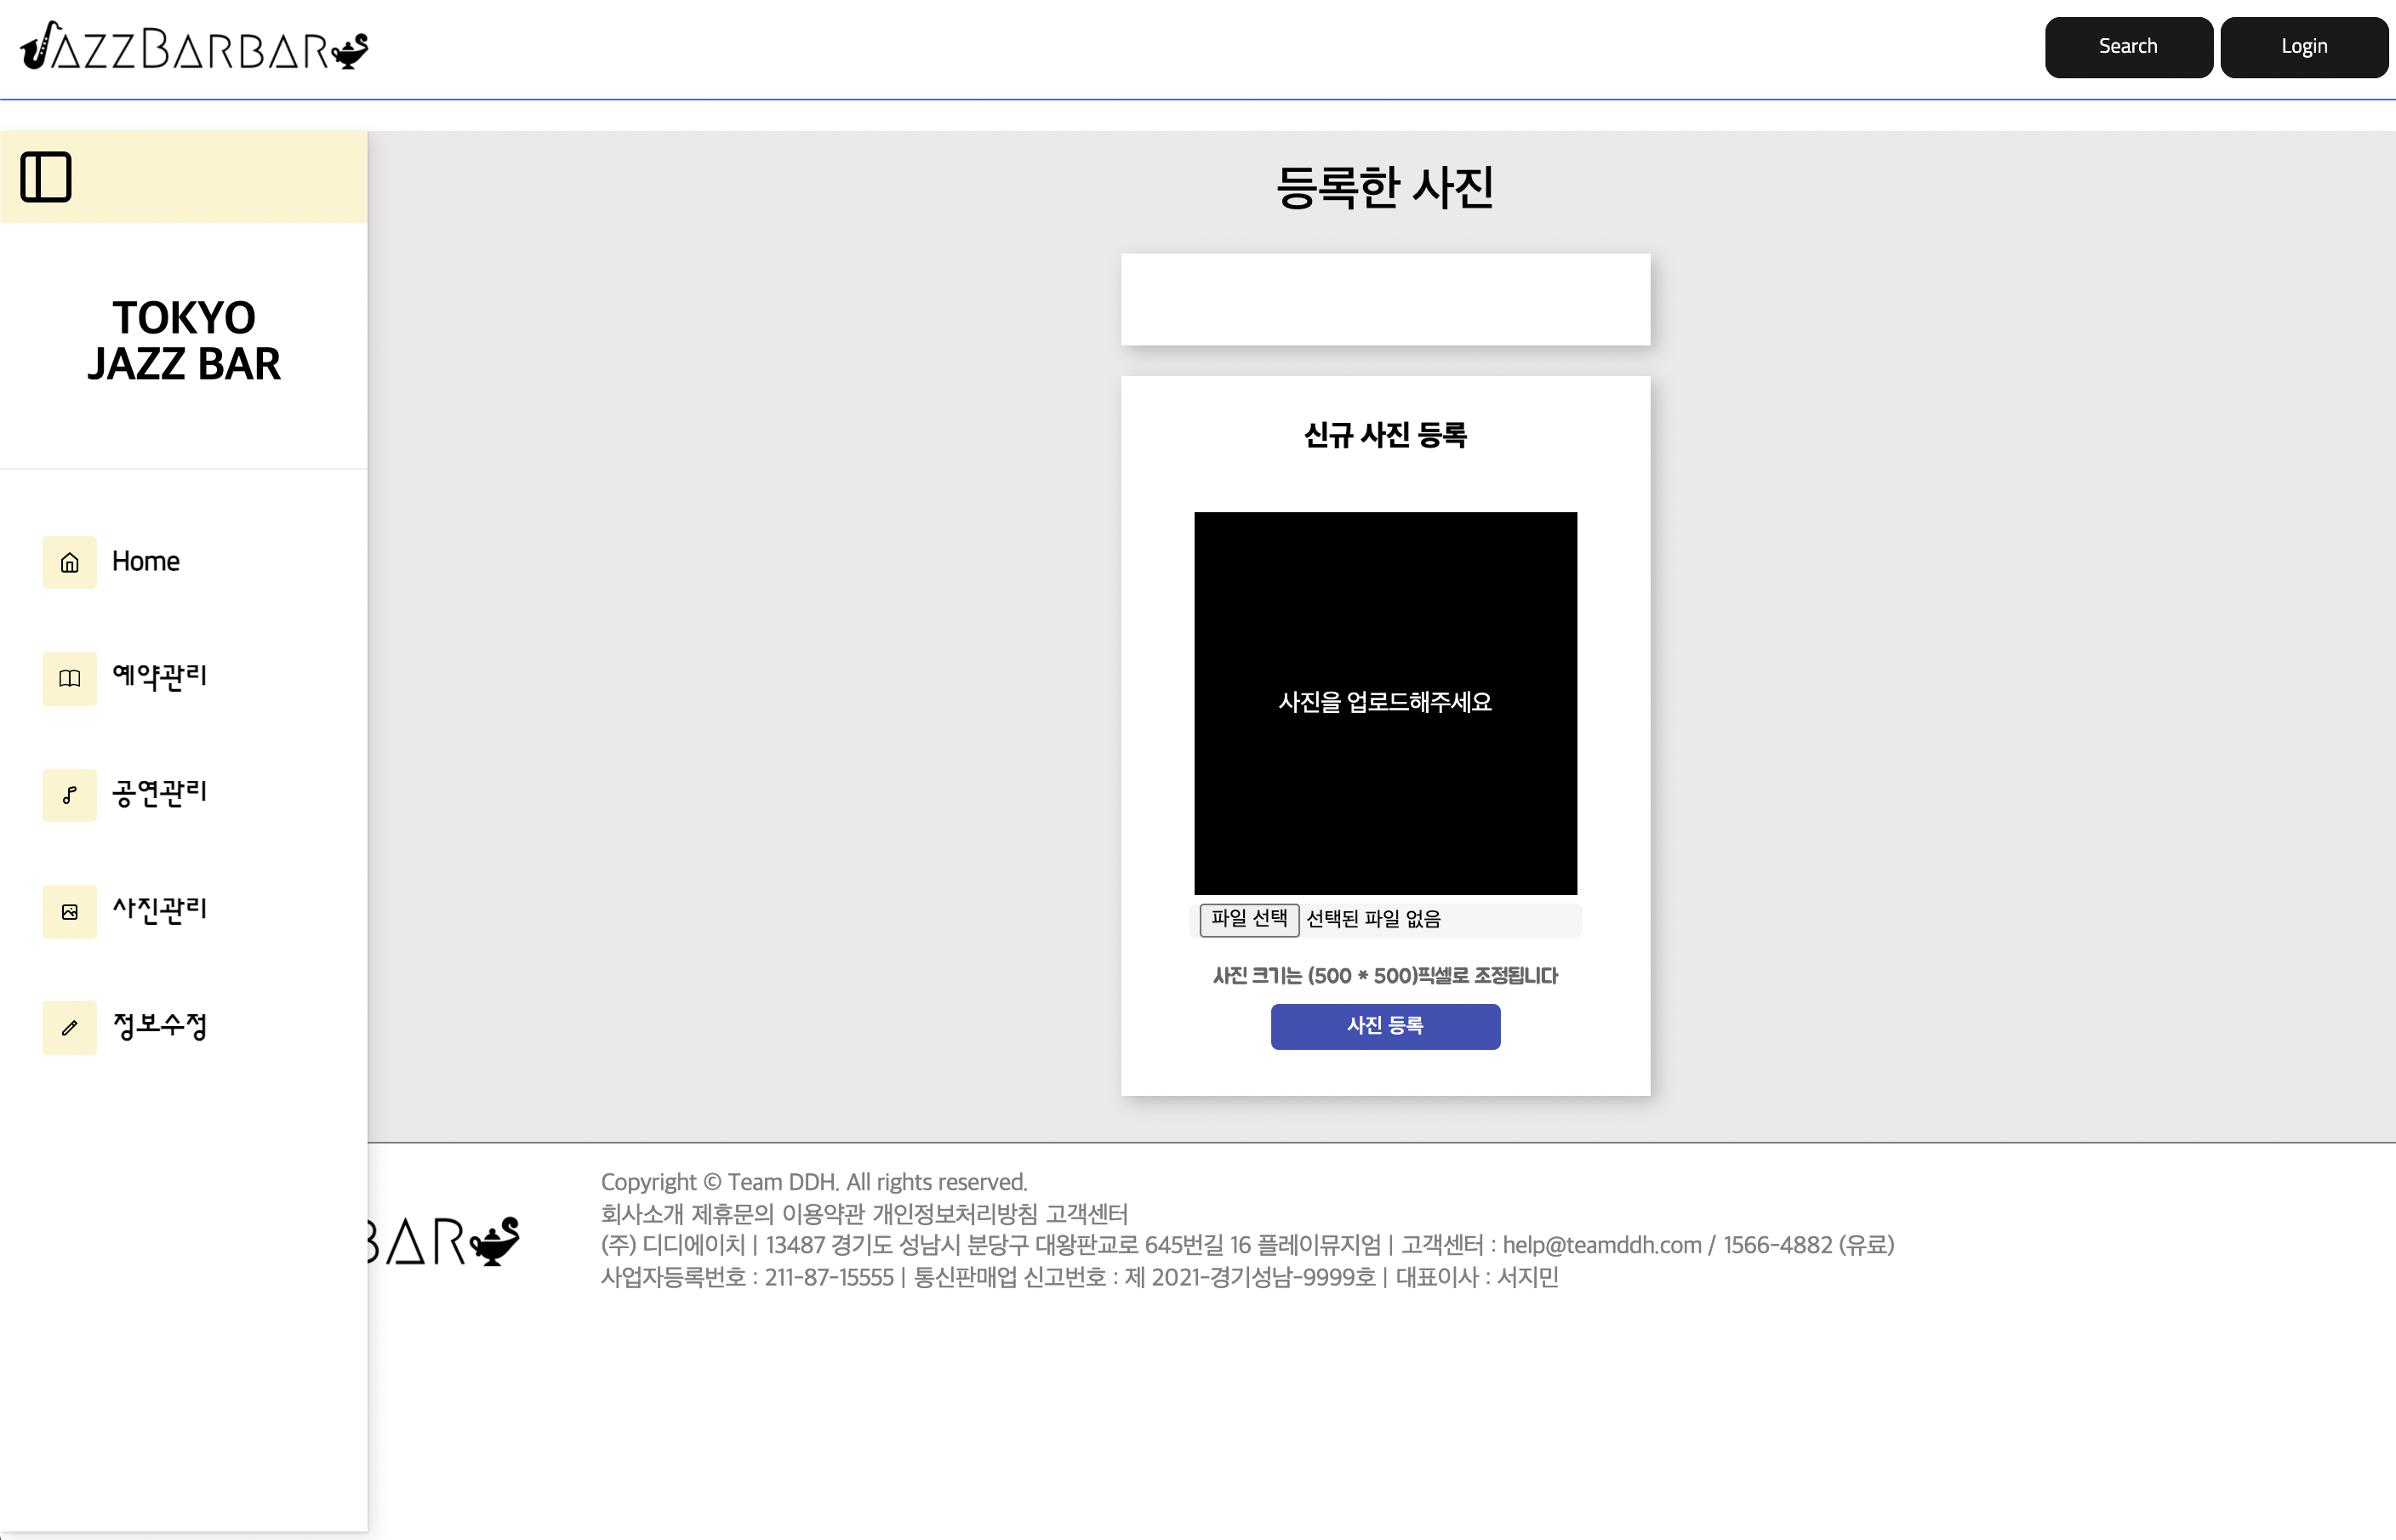 JAZZBARBAR
Search
Login
등록한 사진
TOKYO
JAZZ BAR
신규 사진 등록
Home
예약관리
사진을 업로드해주세요
공연관리
사진관리
파일 선택 선택된 파일 없음
사진 크기는 (500 * 500)픽셀로 조정됩니다
정보수정
사진 등록
BAR
Copyright © Team DDH. All rights reserved.
회사소개 제휴문의 이용약관 개인정보처리방침 고객센터
(주) 디디에이치 | 13487 경기도 성남시 분당구 대왕판교로 645번길 16 플레이뮤지엄 | 고객센터 : help@teamddh.com / 1566-4882 (유료)
사업자등록번호 : 211-87-15555 | 통신판매업 신고번호 : 제 2021-경기성남-9999호 | 대표이사 : 서지민